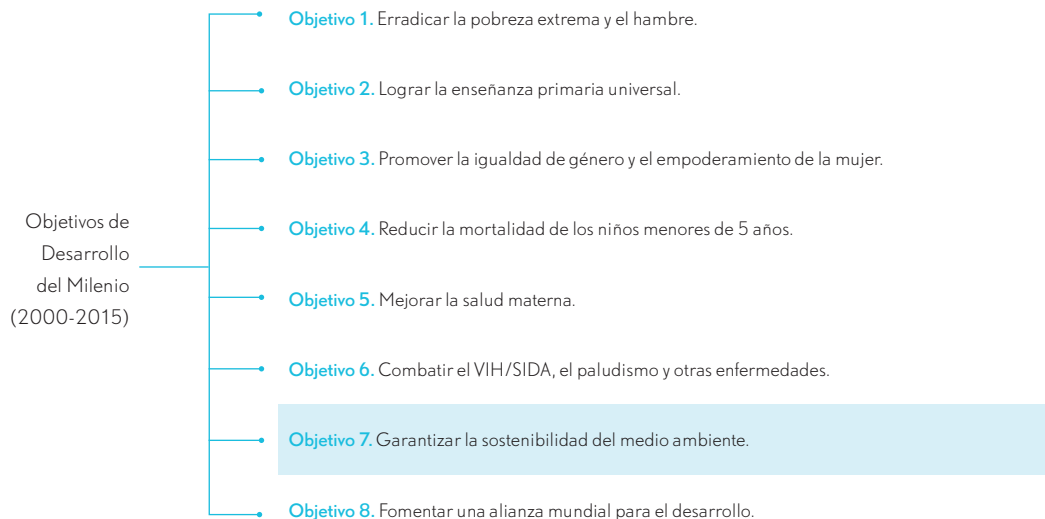 Objetivos de
Desarrollo
del Milenio
(2000-2015)
Objetivo 1. Erradicar la pobreza extrema y el hambre.
Objetivo 2. Lograr la enseñanza primaria universal.
Objetivo 3. Promover la igualdad de género y el empoderamiento de la mujer.
Objetivo 4. Reducir la mortalidad de los niños menores de 5 años.
Objetivo 5. Mejorar la salud materna.
Objetivo 6. Combatir el VIH/SIDA, el paludismo y otras enfermedades.
Objetivo 7. Garantizar la sostenibilidad del medio ambiente.
Objetivo 8. Fomentar una alianza mundial para el desarrollo.